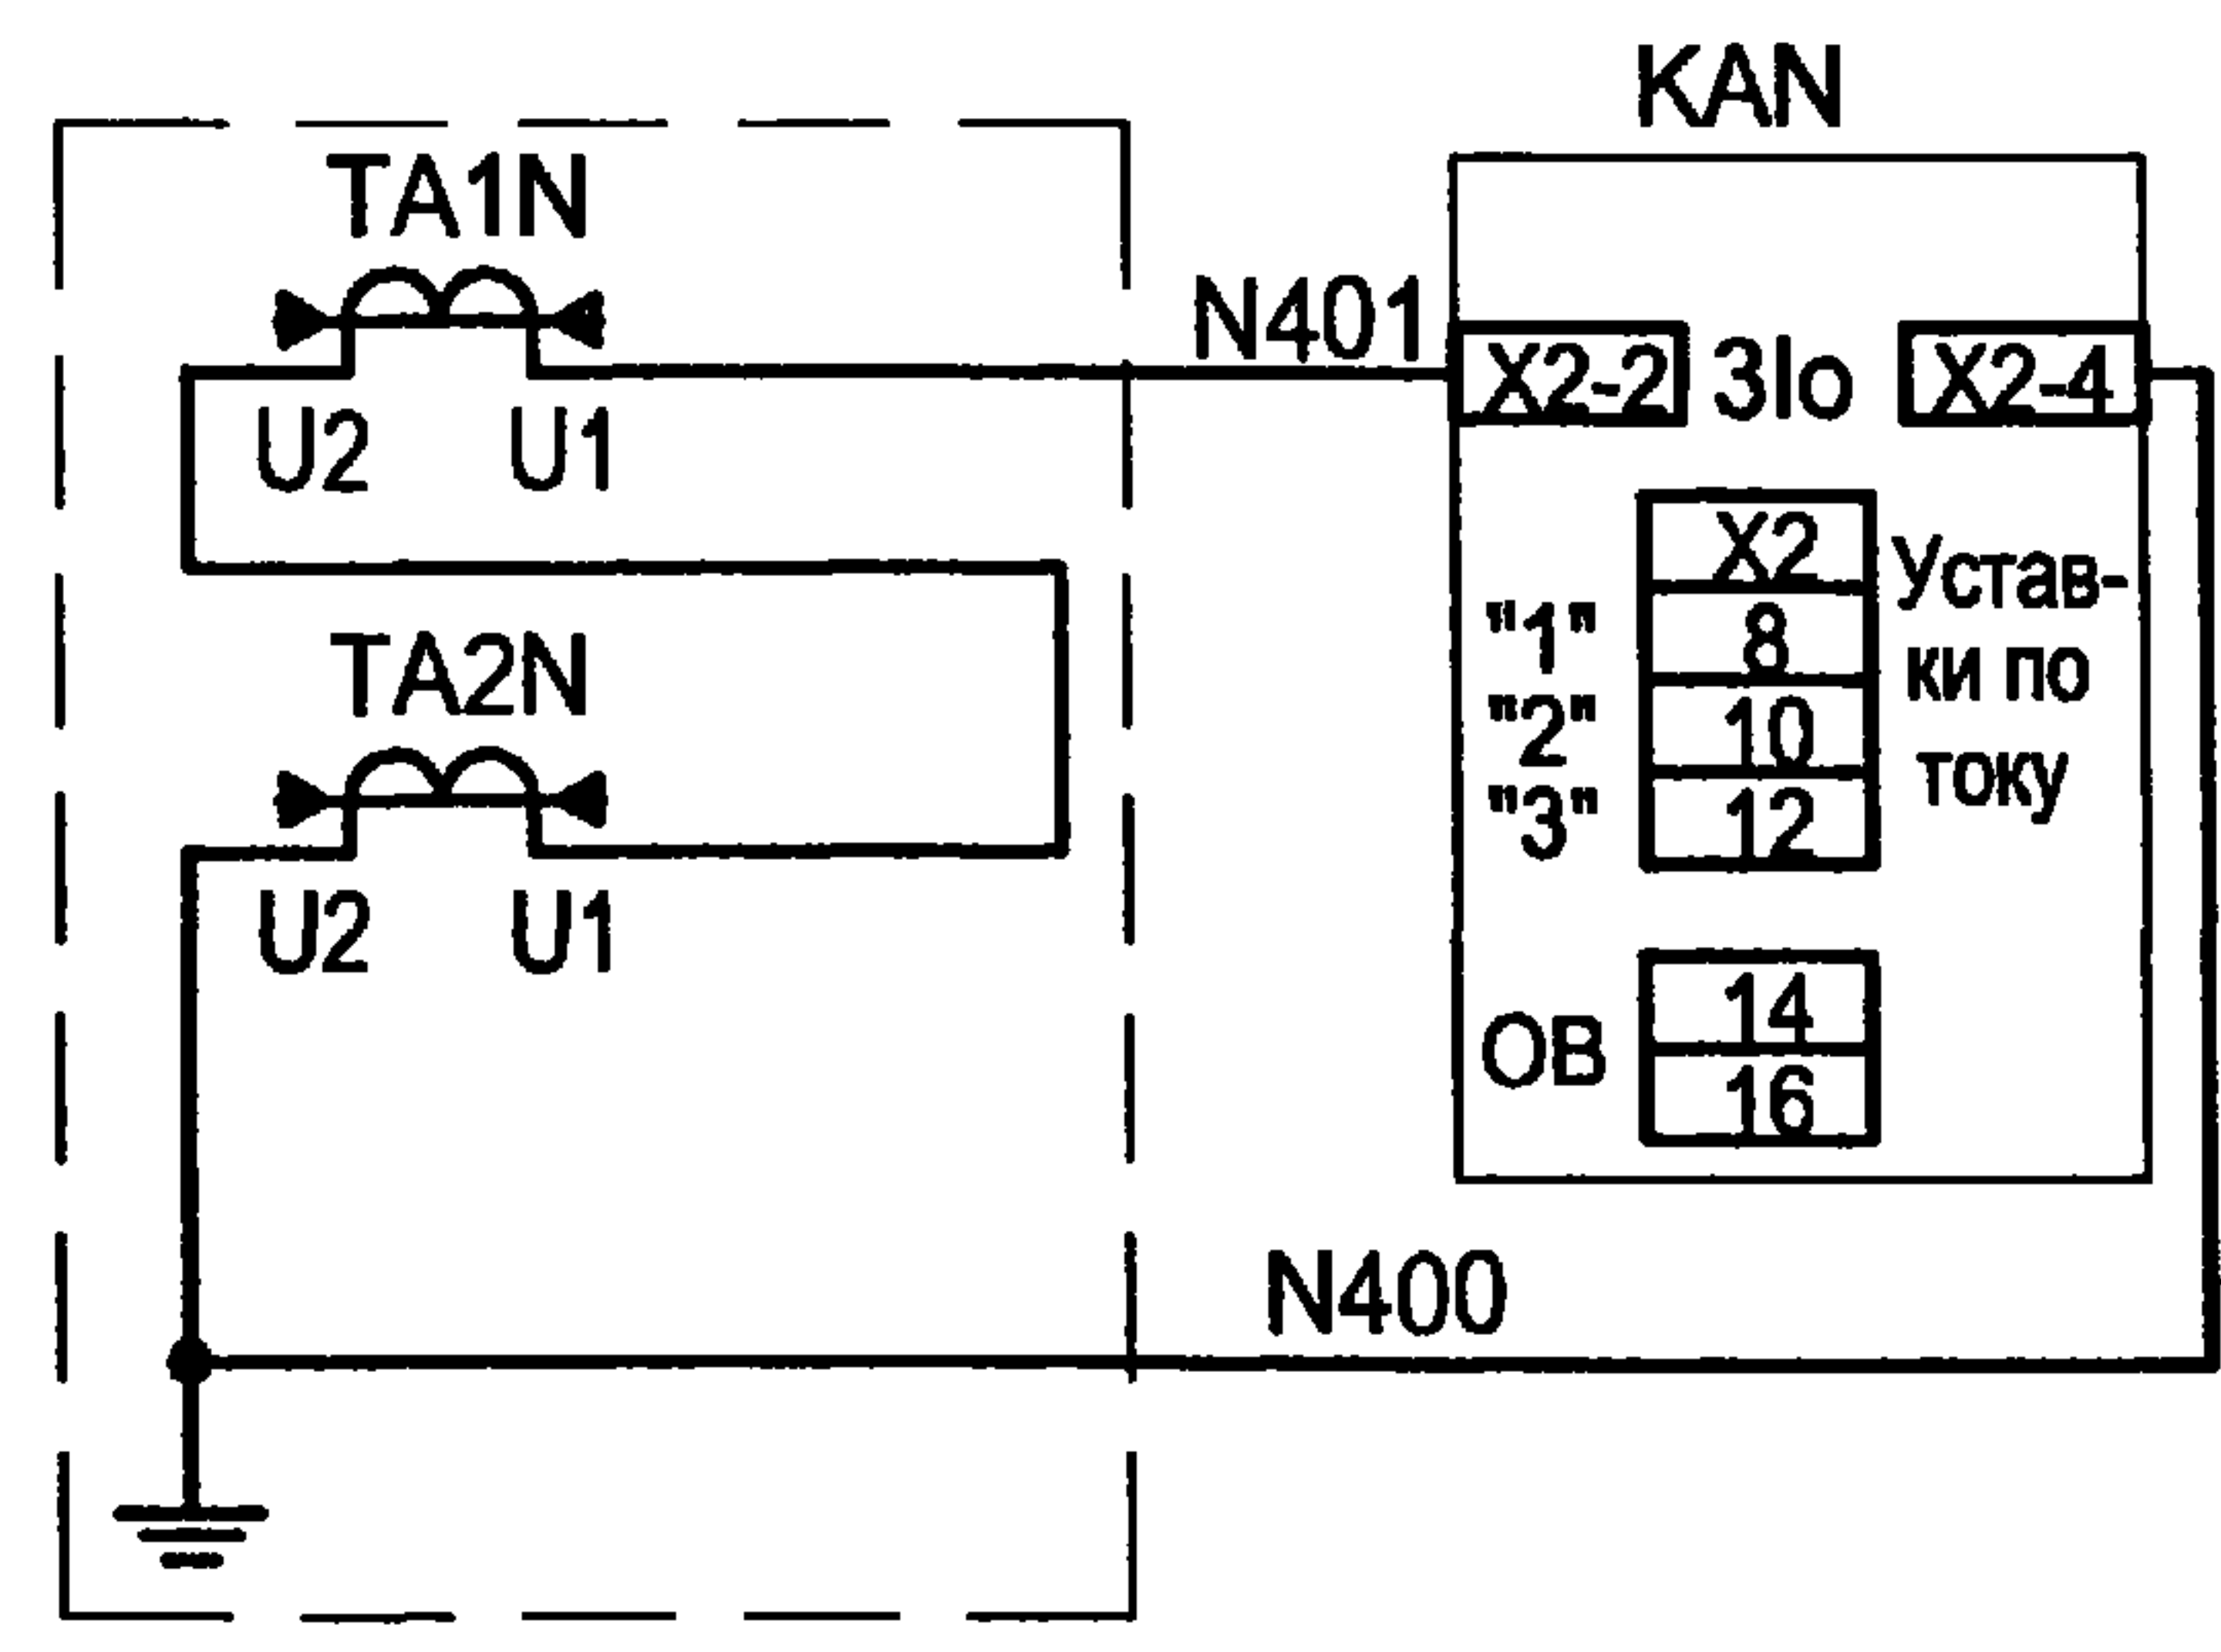 KAN
TA1N
N401
X2-2 3Io X2-4
U2 U1
X2
Устав-
"1" 8
ки по
TA2N
"2" 10
току
"3" 12
U2 U1
ОВ
14
16
N400